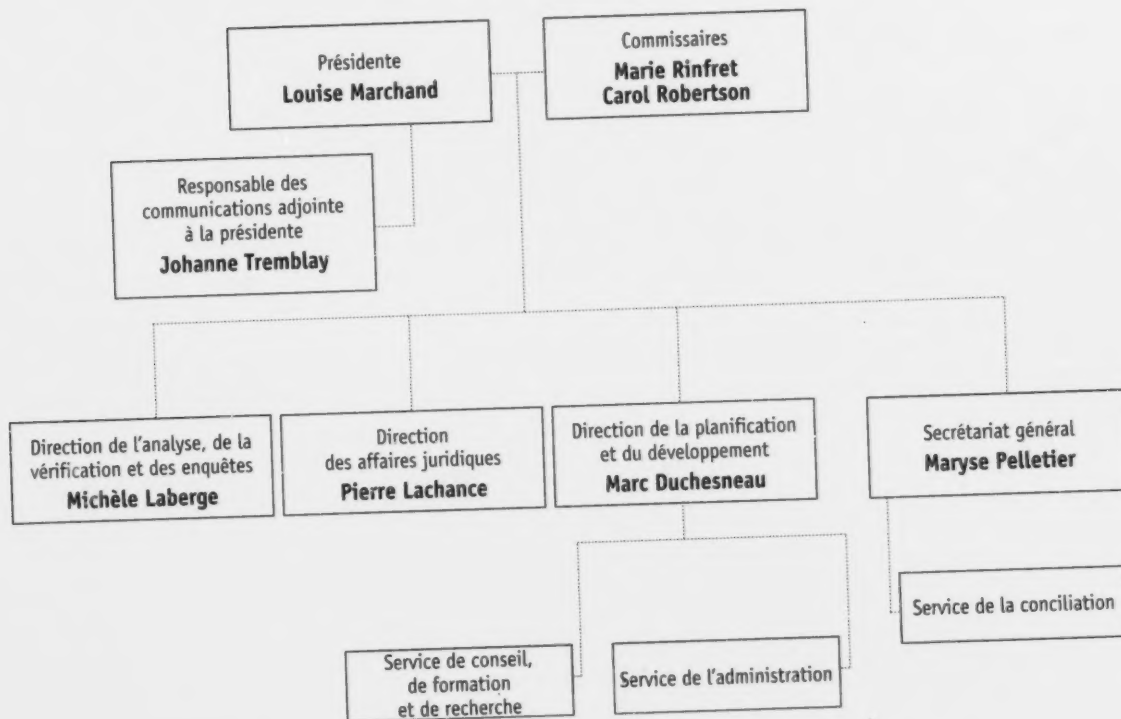 Présidente
Louise Marchand
Commissaires
Marie Rinfret
Carol Robertson
Responsable des
communications adjointe
à la présidente
Johanne Tremblay
Direction de l'analyse, de la
vérification et des enquêtes
Michèle Laberge
Direction
des affaires juridiques
Pierre Lachance
Direction de la planification
et du développement
Marc Duchesneau
Secrétariat général
Maryse Pelletier
Service de conseil,
de formation
et de recherche
Service de l'administration
Service de la conciliation